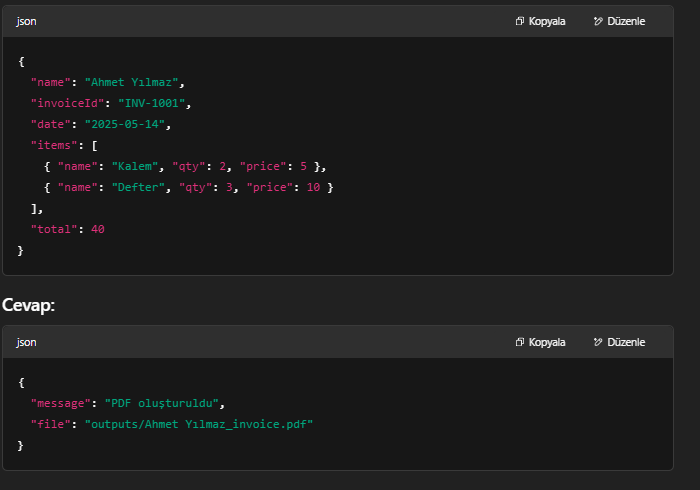 json Kopyala Düzenle
{
"name": "Ahmet Yılmaz",
"invoiceId": "INV-1001",
"date": "2025-05-14",
"items": [
{ "name": "Kalem", "qty": 2, "price": 5 },
{ "name": "Defter", "qty": 3, "price": 10 }
],
"total": 40
}
Cevap:
json Kopyala Düzenle
{
"message": "PDF oluşturuldu",
"file": "outputs/Ahmet Yılmaz_invoice.pdf"
}